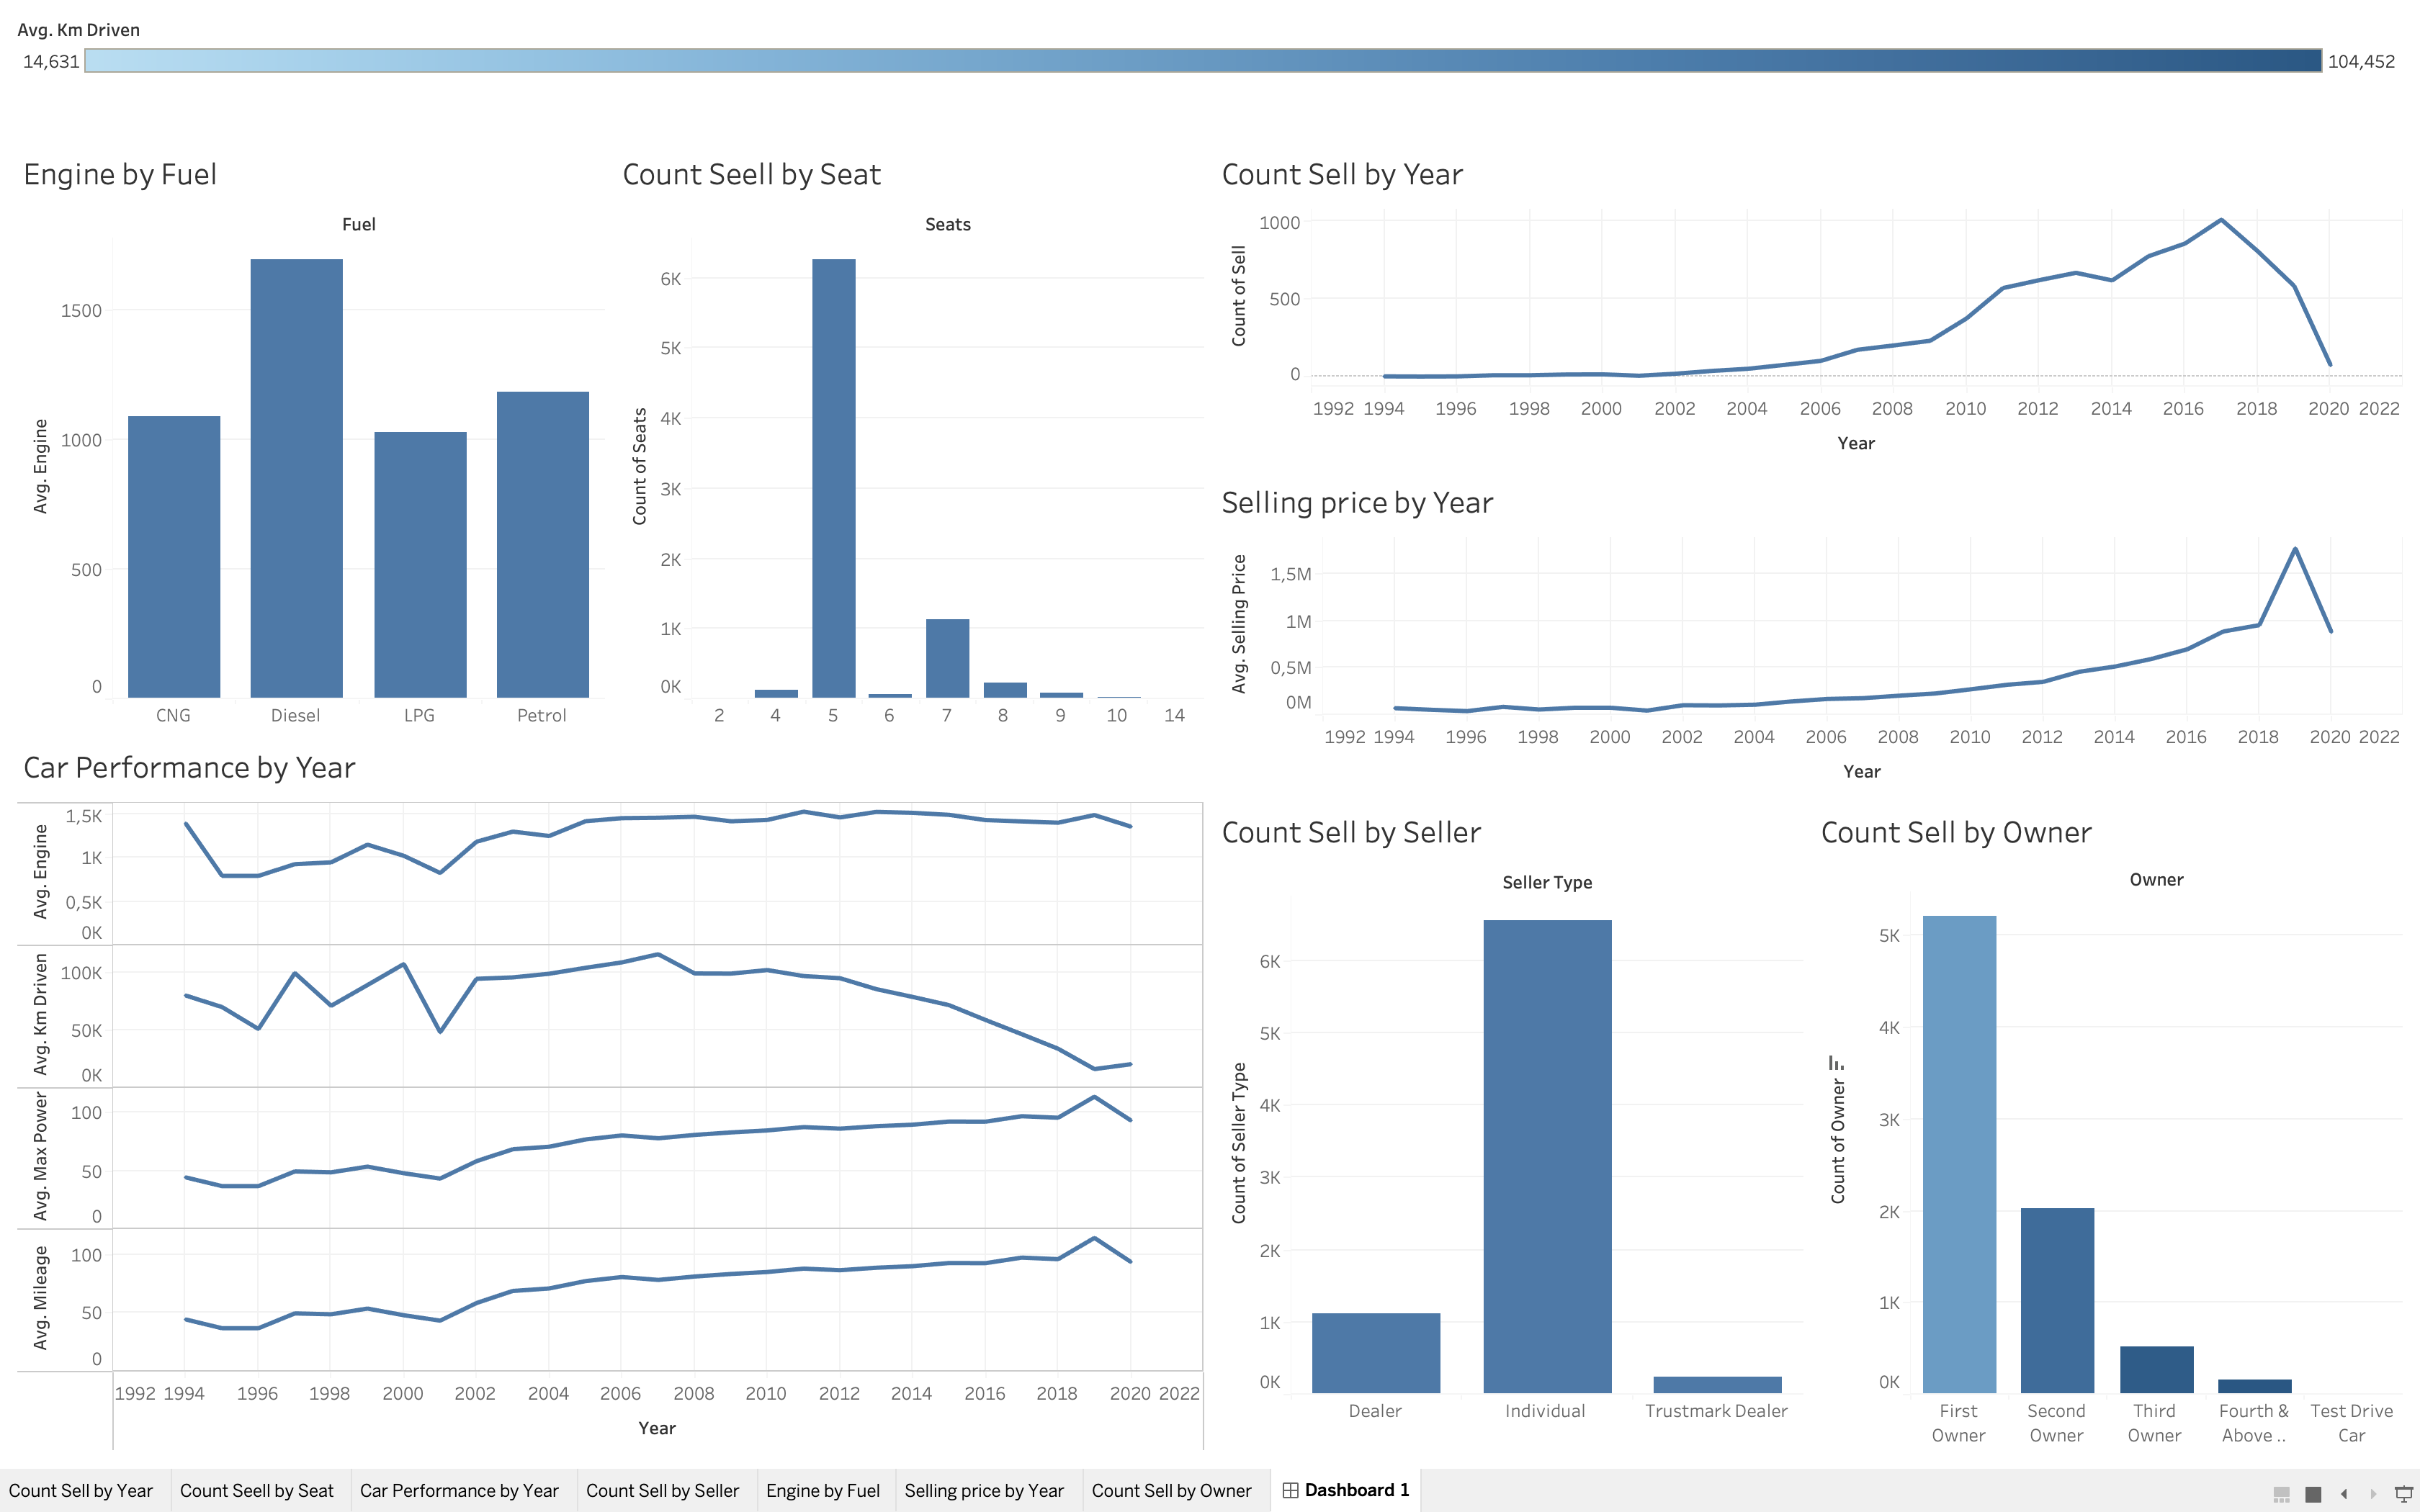 Avg. Km Driven
14,631 104,452
Engine by Fuel
Fuel
Avg. Engine
1500
1000
500
0
CNG Diesel LPG Petrol
Count Seell by Seat
Seats
Count of Seats
6K
5K
4K
3K
2K
1K
0K
2 4 5 6 7 8 9 10 14
Count Sell by Year
Count of Sell
1000
500
0
1992 1994 1996 1998 2000 2002 2004 2006 2008 2010 2012 2014 2016 2018 2020 2022
Year
Selling price by Year
Avg. Selling Price
1,5M
1M
0,5M
0M
1992 1994 1996 1998 2000 2002 2004 2006 2008 2010 2012 2014 2016 2018 2020 2022
Year
Car Performance by Year
Avg. Engine
1,5K
1K
0,5K
0K
Avg. Km Driven
100K
50K
0K
Avg. Max Power
100
50
0
Avg. Mileage
100
50
0
1992 1994 1996 1998 2000 2002 2004 2006 2008 2010 2012 2014 2016 2018 2020 2022
Year
Count Sell by Seller
Seller Type
Count of Seller Type
6K
5K
4K
3K
2K
1K
0K
Dealer Individual Trustmark Dealer
Count Sell by Owner
Owner
Count of Owner
5K
4K
3K
2K
1K
0K
First Second Third Fourth & Test Drive
Owner Owner Owner Above .. Car
Count Sell by Year Count Seell by Seat Car Performance by Year Count Sell by Seller Engine by Fuel Selling price by Year Count Sell by Owner Dashboard 1